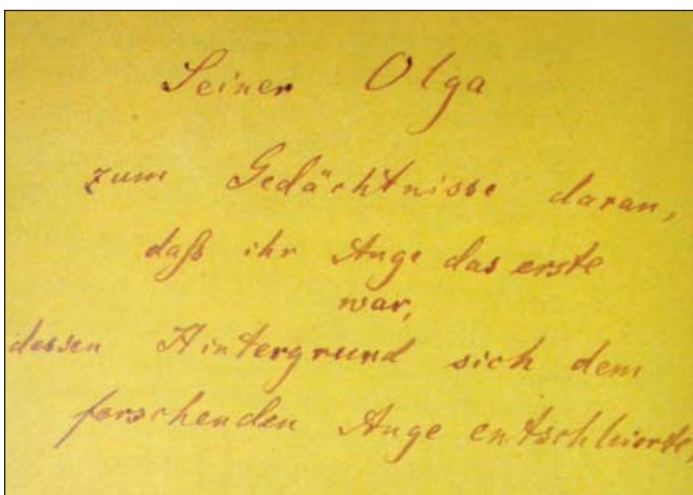 Seiner Olga
zum Gedächtnisse daran,
daß ihr Auge das erste
war,
dessen Hintergrund sich dem
forschenden Auge entschleierte,